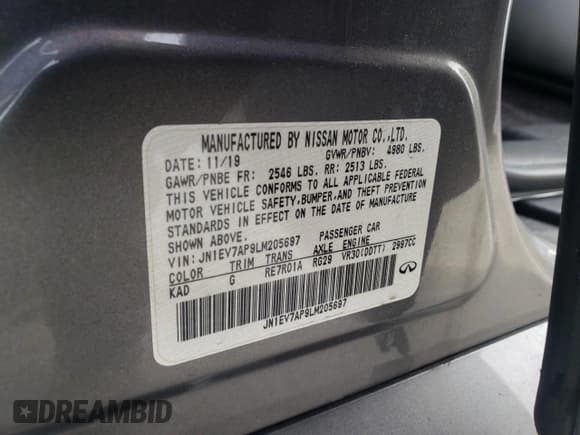 MANUFACTURED BY NISSAN MOTOR CO.,LTD.
DATE: 11/19 GVWR/PNBV: 4980 LBS.
GAWR/PNBE FR: 2546 LBS. RR: 2513 LBS.
THIS VEHICLE CONFORMS TO ALL APPLICABLE FEDERAL
MOTOR VEHICLE SAFETY, BUMPER, AND THEFT PREVENTION
STANDARDS IN EFFECT ON THE DATE OF MANUFACTURE
SHOWN ABOVE.
VIN: JN1EV7AP9LM205697 PASSENGER CAR
COLOR TRIM TRANS AXLE ENGINE
KAD G RE7R01A RG29 VR30(DDTT) 2997CC
JN1EV7AP9LM205697
DREAMBID